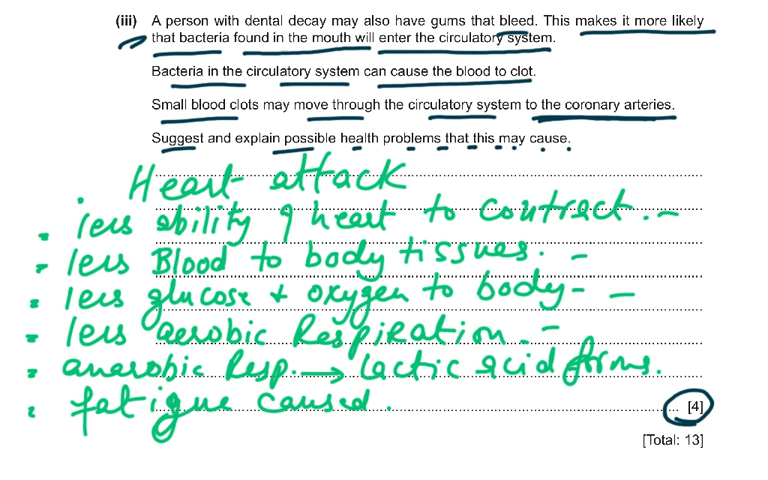 (iii) A person with dental decay may also have gums that bleed. This makes it more likely
that bacteria found in the mouth will enter the circulatory system.
Bacteria in the circulatory system can cause the blood to clot.
Small blood clots may move through the circulatory system to the coronary arteries.
Suggest and explain possible health problems that this may cause.
Heart attack
less ability of heart to contract.
less Blood to body tissues.
less glucose + oxygen to body
less aerobic Respiration.
anaerobic Resp. → lactic acid forms.
fatigue caused.
[4]
[Total: 13]